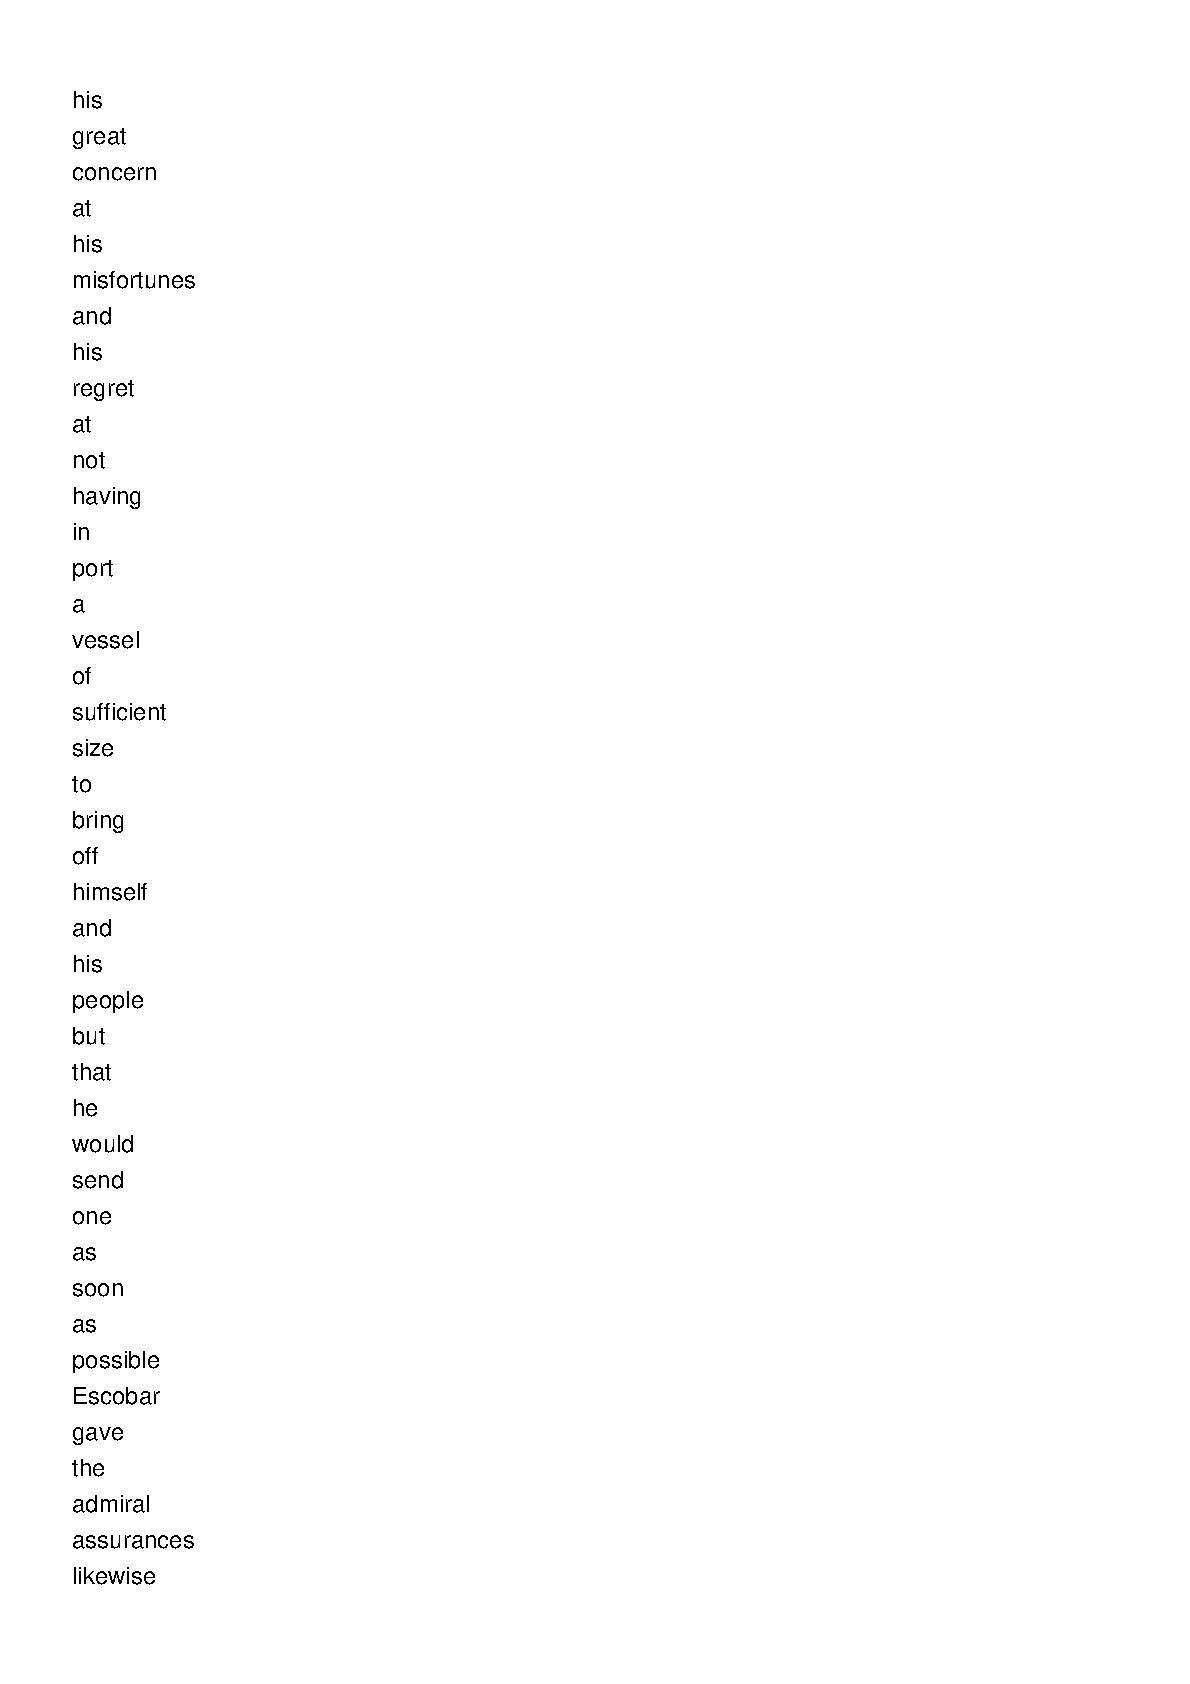 his
great
concern
at
his
misfortunes
and
his
regret
at
not
having
in
port
a
vessel
of
sufficient
size
to
bring
off
himself
and
his
people
but
that
he
would
send
one
as
soon
as
possible
Escobar
gave
the
admiral
assurances
likewise